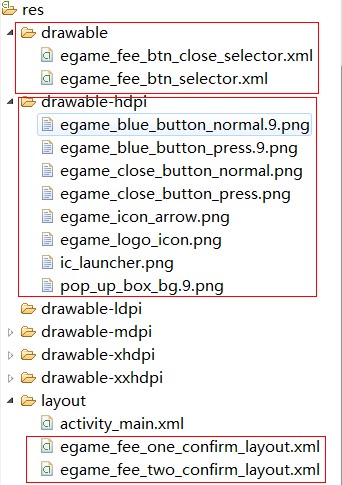 res
drawable
egame_fee_btn_close_selector.xml
egame_fee_btn_selector.xml
drawable-hdpi
egame_blue_button_normal.9.png
egame_blue_button_press.9.png
egame_close_button_normal.png
egame_close_button_press.png
egame_icon_arrow.png
egame_logo_icon.png
ic_launcher.png
pop_up_box_bg.9.png
drawable-ldpi
drawable-mdpi
drawable-xhdpi
drawable-xxhdpi
layout
activity_main.xml
egame_fee_one_confirm_layout.xml
egame_fee_two_confirm_layout.xml